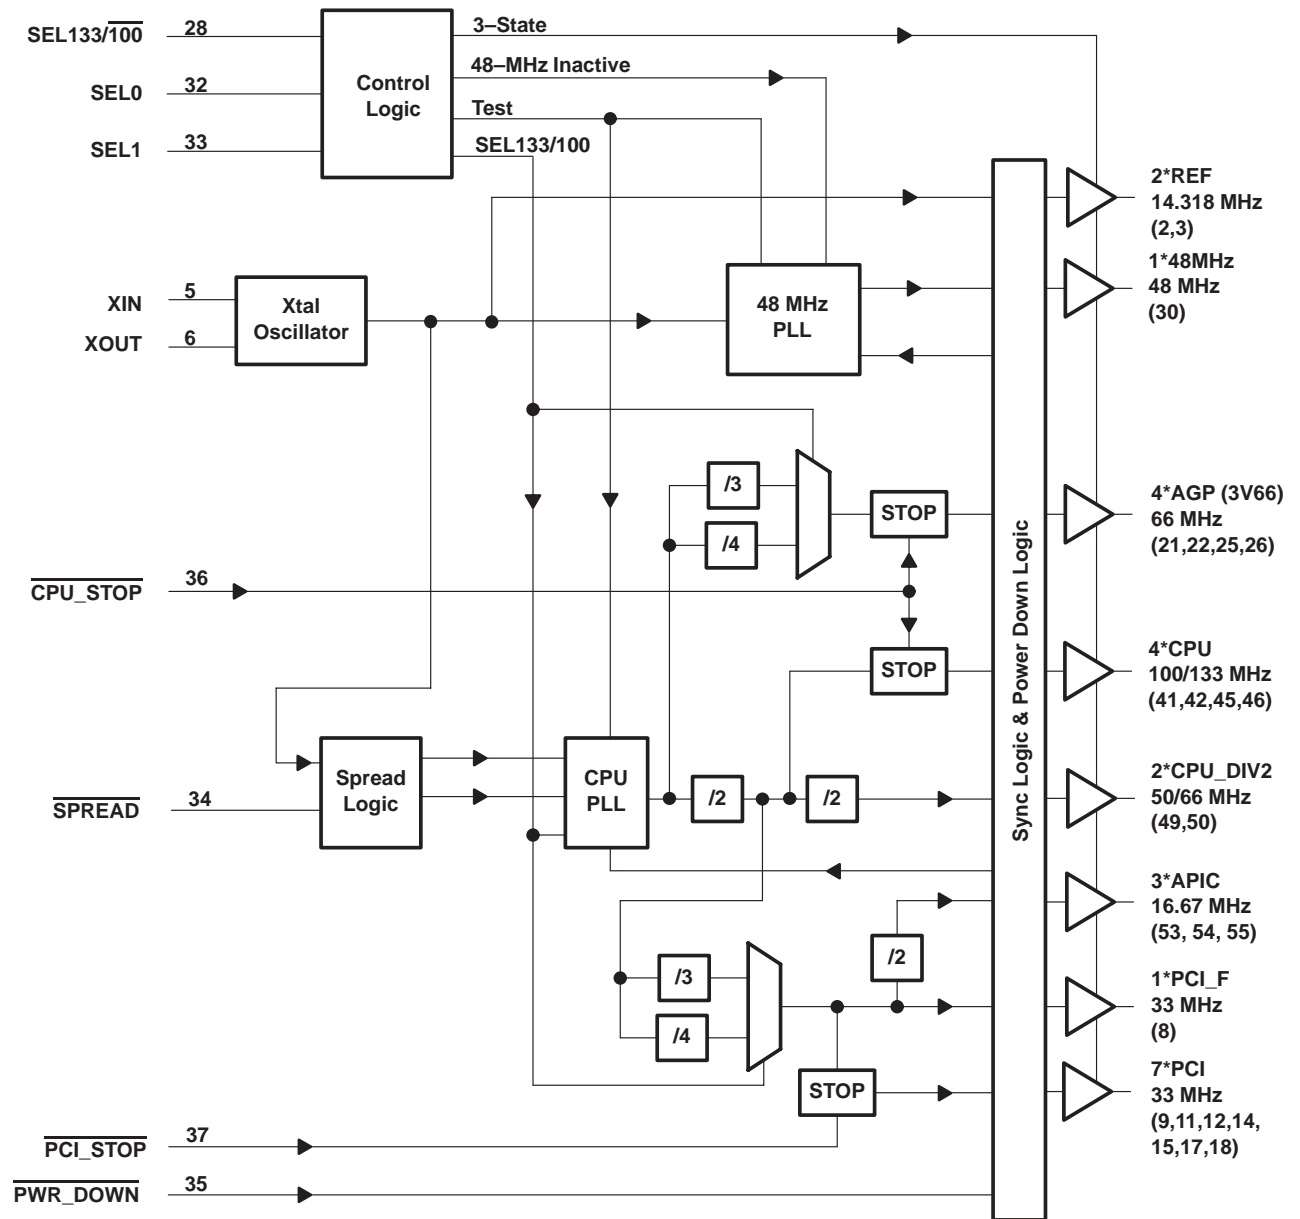 SEL133/100
28
3–State
SEL0
32
Control
Logic
48–MHz Inactive
Test
SEL1
33
SEL133/100
2*REF
14.318 MHz
(2,3)
1*48MHz
48 MHz
(30)
XIN
5
XOUT
6
Xtal
Oscillator
48 MHz
PLL
/3
/4
STOP
4*AGP (3V66)
66 MHz
(21,22,25,26)
CPU_STOP
36
STOP
4*CPU
100/133 MHz
(41,42,45,46)
Sync Logic & Power Down Logic
SPREAD
34
Spread
Logic
CPU
PLL
/2
/2
2*CPU_DIV2
50/66 MHz
(49,50)
3*APIC
16.67 MHz
(53, 54, 55)
/2
/3
/4
1*PCI_F
33 MHz
(8)
STOP
7*PCI
33 MHz
(9,11,12,14,
15,17,18)
PCI_STOP
37
PWR_DOWN
35